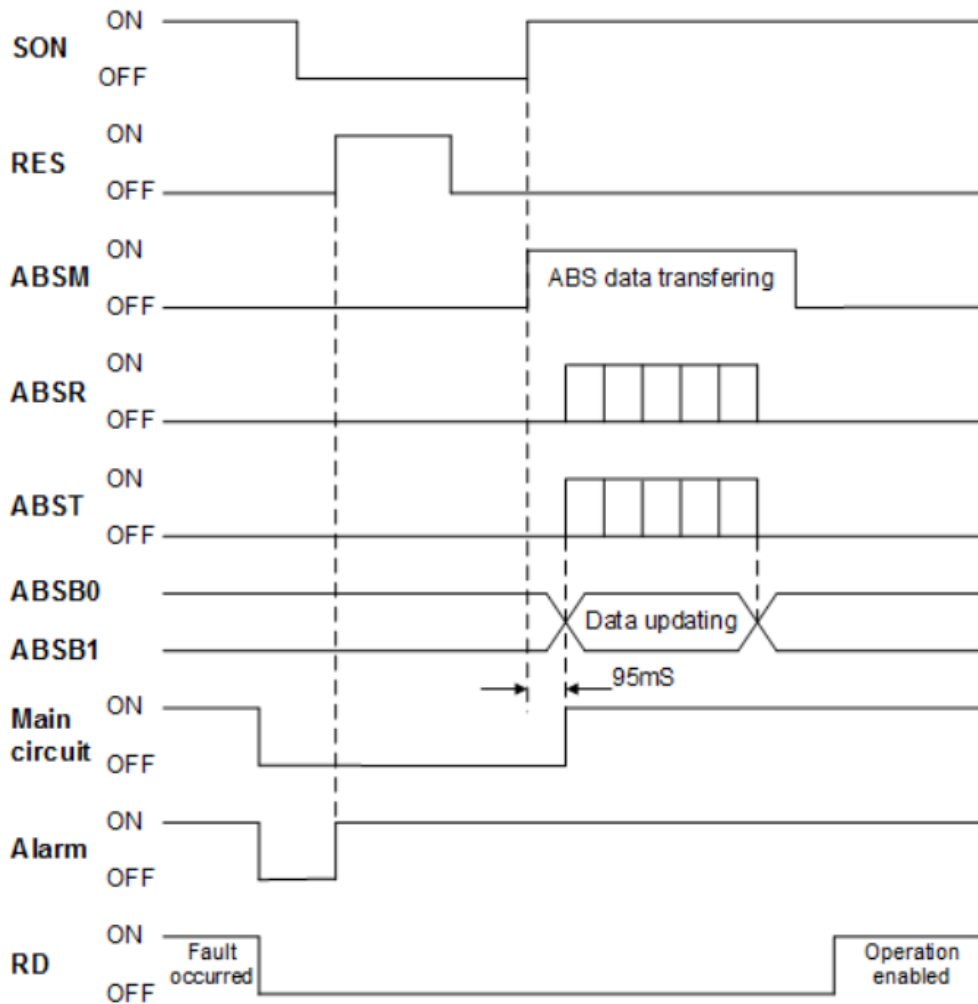 ON
SON
OFF
ON
RES
OFF
ON
ABSM
ABS data transfering
OFF
ON
ABSR
OFF
ON
ABST
OFF
ABSB0
Data updating
ABSB1
95mS
ON
Main
circuit
OFF
ON
Alarm
OFF
ON
RD
Fault
occurred
Operation
enabled
OFF